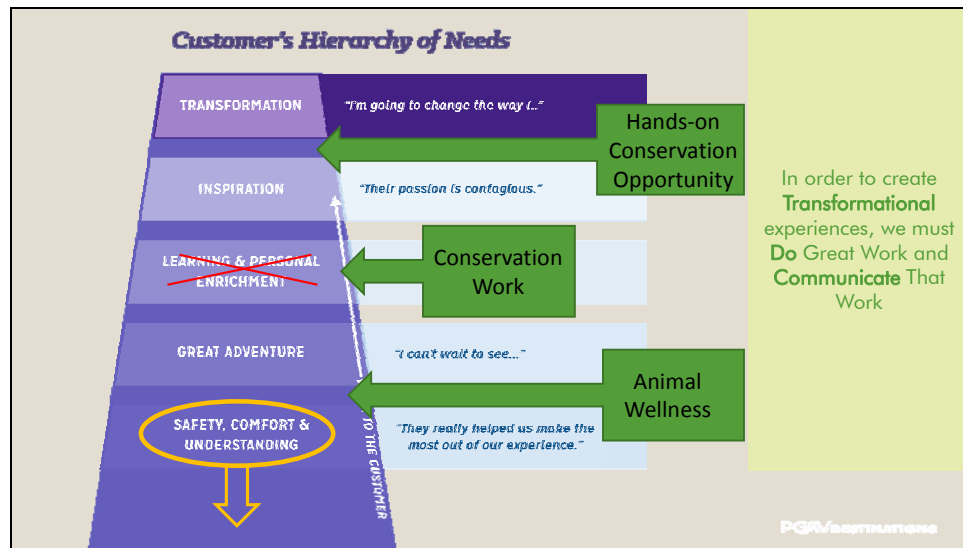 Customer's Hierarchy of Needs
TRANSFORMATION
"I'm going to change the way I..."
Hands-on
Conservation
Opportunity
INSPIRATION
"Their passion is contagious."
LEARNING & PERSONAL
ENRICHMENT
Conservation
Work
GREAT ADVENTURE
"I can't wait to see..."
Animal
Wellness
SAFETY, COMFORT &
UNDERSTANDING
"They really helped us make the
most out of our experience."
TO THE CUSTOMER
In order to create
Transformational
experiences, we must
Do Great Work and
Communicate That
Work
PGAVDESTINATIONS